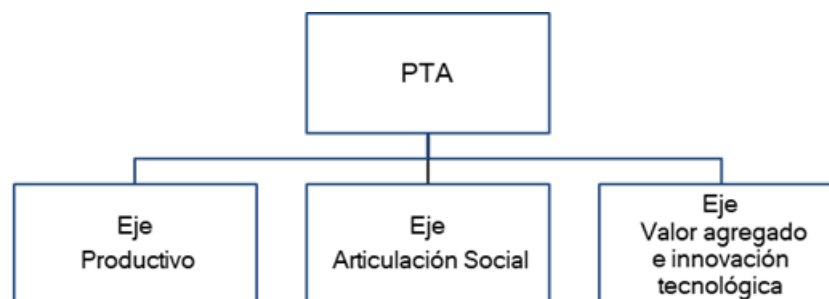 PTA
Eje
Productivo
Eje
Articulación Social
Eje
Valor agregado
e innovación
tecnológica